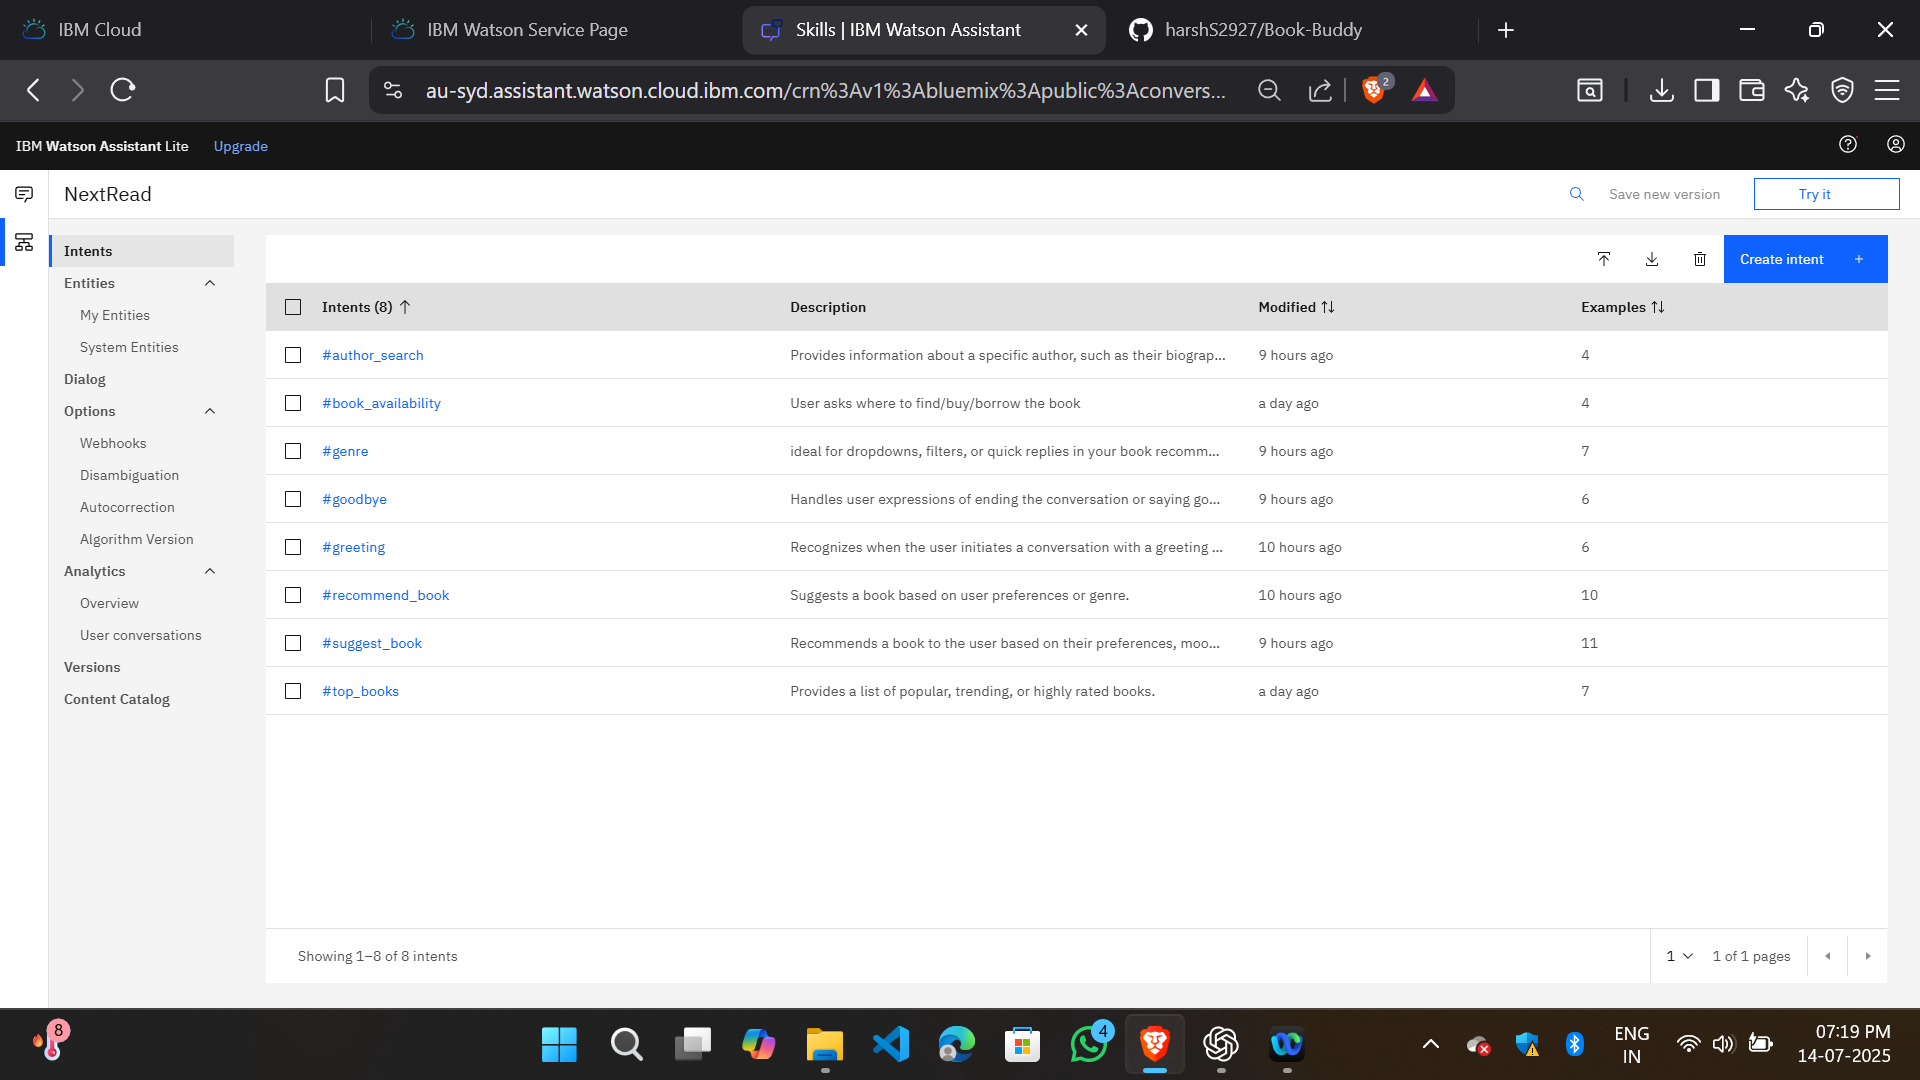 IBM Cloud
IBM Watson Service Page
Skills | IBM Watson Assistant
harshS2927/Book-Buddy
au-syd.assistant.watson.cloud.ibm.com/crn%3Av1%3Abluemix%3Apublic%3Aconvers...
2
IBM Watson Assistant Lite
Upgrade
NextRead
Save new version
Try it
Intents
Entities
My Entities
System Entities
Dialog
Options
Webhooks
Disambiguation
Autocorrection
Algorithm Version
Analytics
Overview
User conversations
Versions
Content Catalog
Create intent +
Intents (8) Description Modified Examples
#author_search Provides information about a specific author, such as their biograp... 9 hours ago 4
#book_availability User asks where to find/buy/borrow the book a day ago 4
#genre ideal for dropdowns, filters, or quick replies in your book recomm... 9 hours ago 7
#goodbye Handles user expressions of ending the conversation or saying go... 9 hours ago 6
#greeting Recognizes when the user initiates a conversation with a greeting ... 10 hours ago 6
#recommend_book Suggests a book based on user preferences or genre. 10 hours ago 10
#suggest_book Recommends a book to the user based on their preferences, moo... 9 hours ago 11
#top_books Provides a list of popular, trending, or highly rated books. a day ago 7
Showing 1–8 of 8 intents
1 1 of 1 pages
8
4
ENG
IN
07:19 PM
14-07-2025